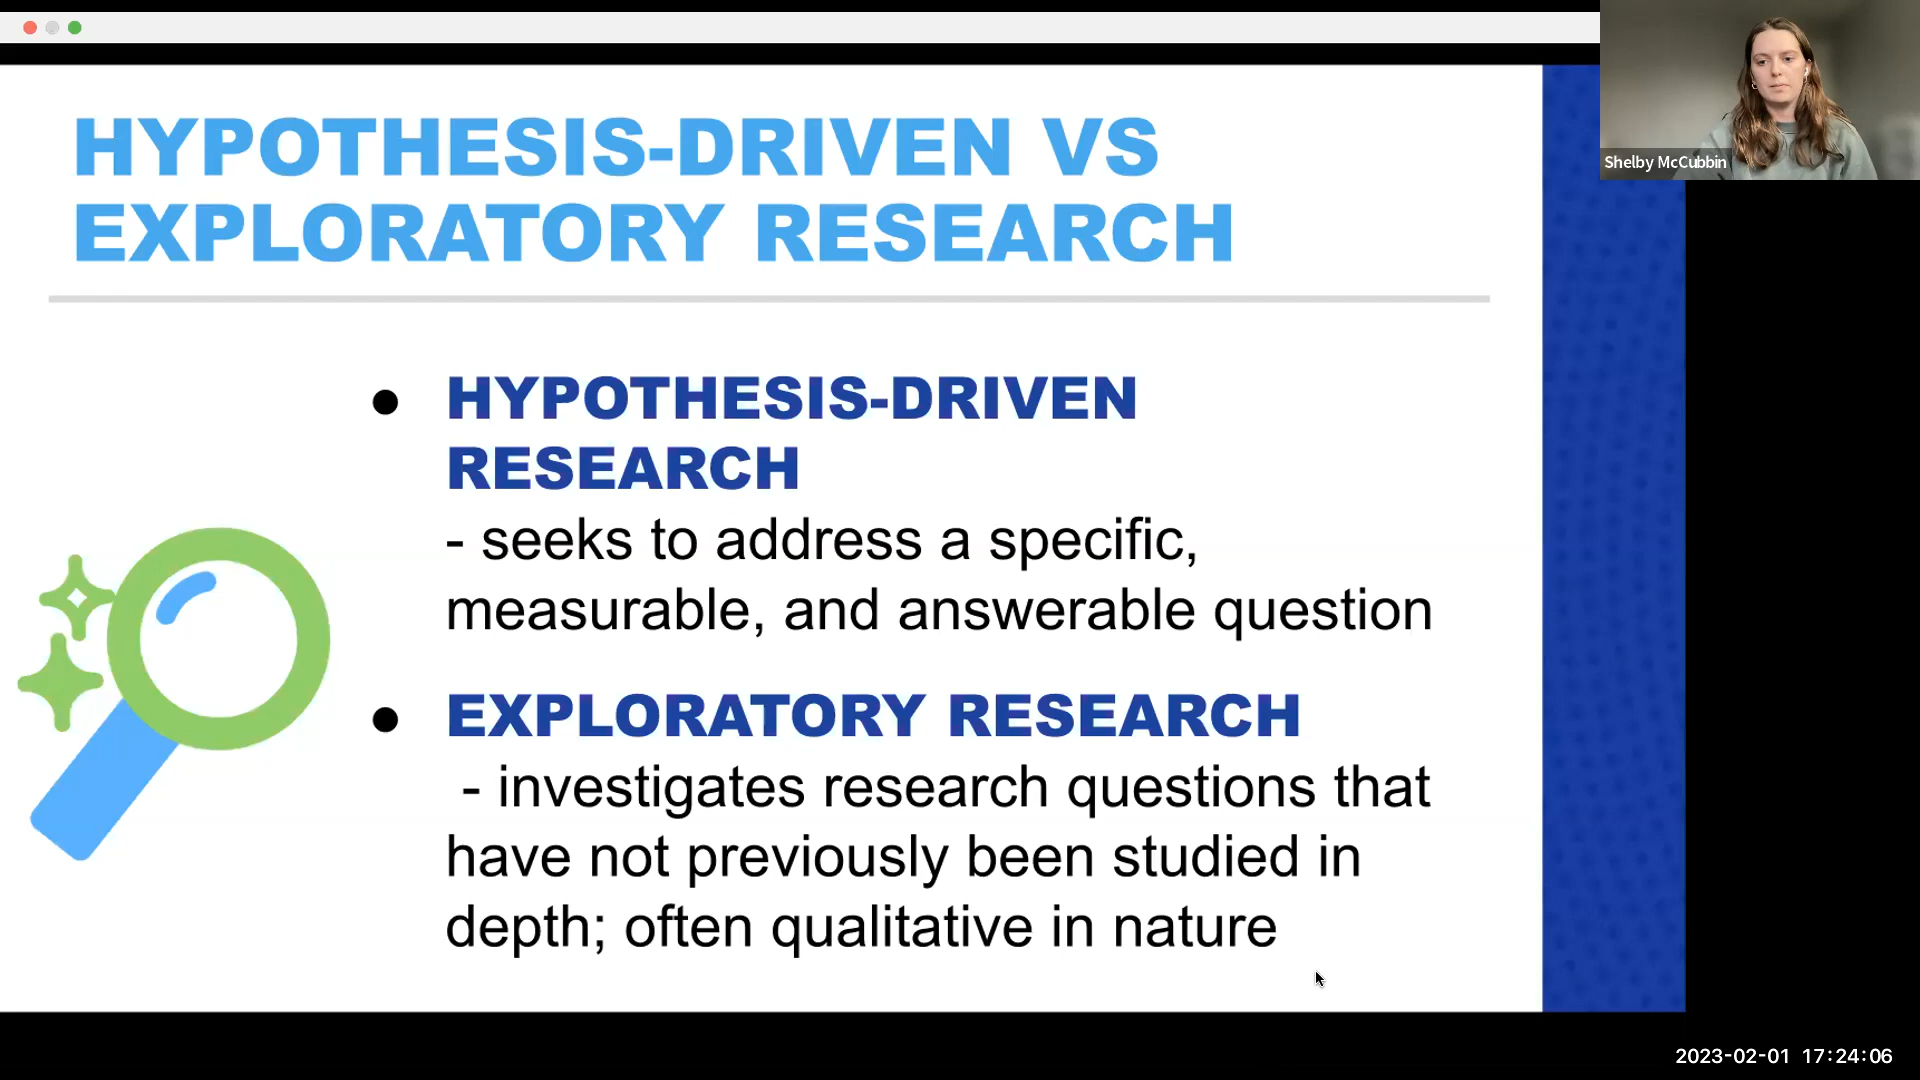 HYPOTHESIS-DRIVEN VS
EXPLORATORY RESEARCH
Shelby McCubbin
● HYPOTHESIS-DRIVEN
RESEARCH
- seeks to address a specific,
measurable, and answerable question
● EXPLORATORY RESEARCH
- investigates research questions that
have not previously been studied in
depth; often qualitative in nature
2023-02-01 17:24:06